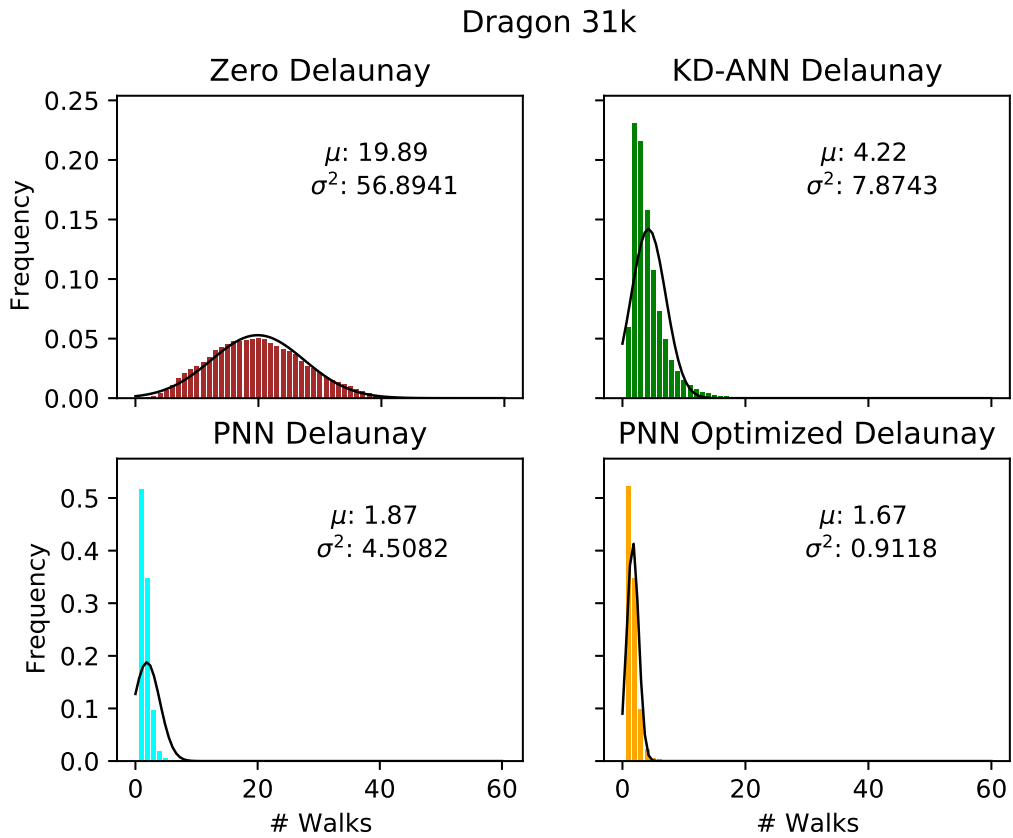 Dragon 31k
Zero Delaunay
KD-ANN Delaunay
0.25
0.20
0.15
0.10
0.05
0.00
Frequency
μ: 19.89
σ²: 56.8941
μ: 4.22
σ²: 7.8743
PNN Delaunay
PNN Optimized Delaunay
0.5
0.4
0.3
0.2
0.1
0.0
Frequency
μ: 1.87
σ²: 4.5082
μ: 1.67
σ²: 0.9118
0 20 40 60
0 20 40 60
# Walks
# Walks